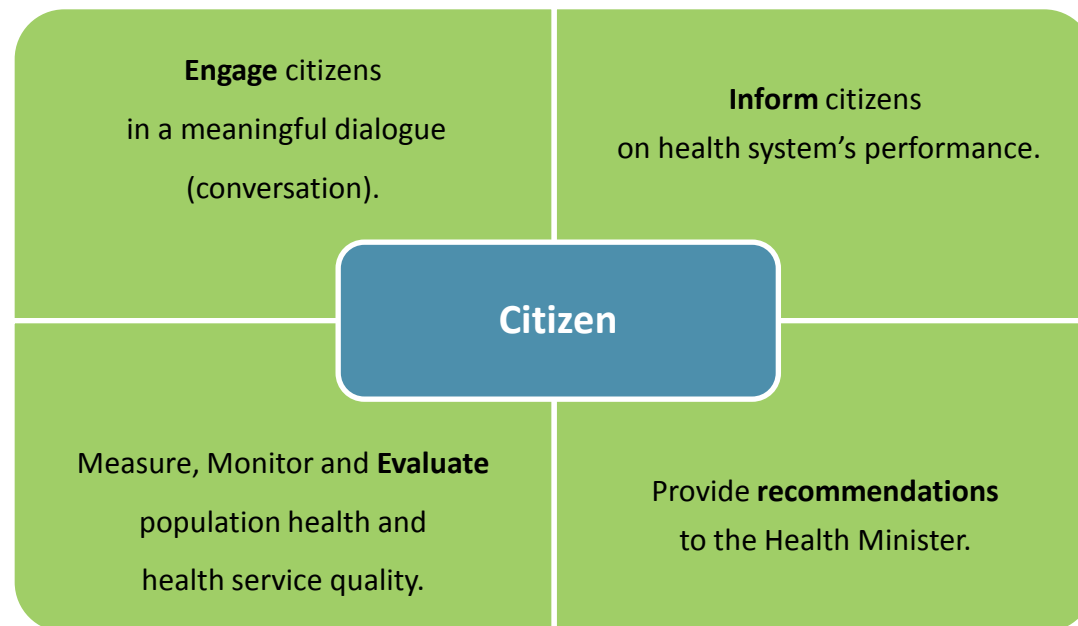 Engage citizens
in a meaningful dialogue
(conversation).
Inform citizens
on health system’s performance.
Citizen
Measure, Monitor and Evaluate
population health and
health service quality.
Provide recommendations
to the Health Minister.